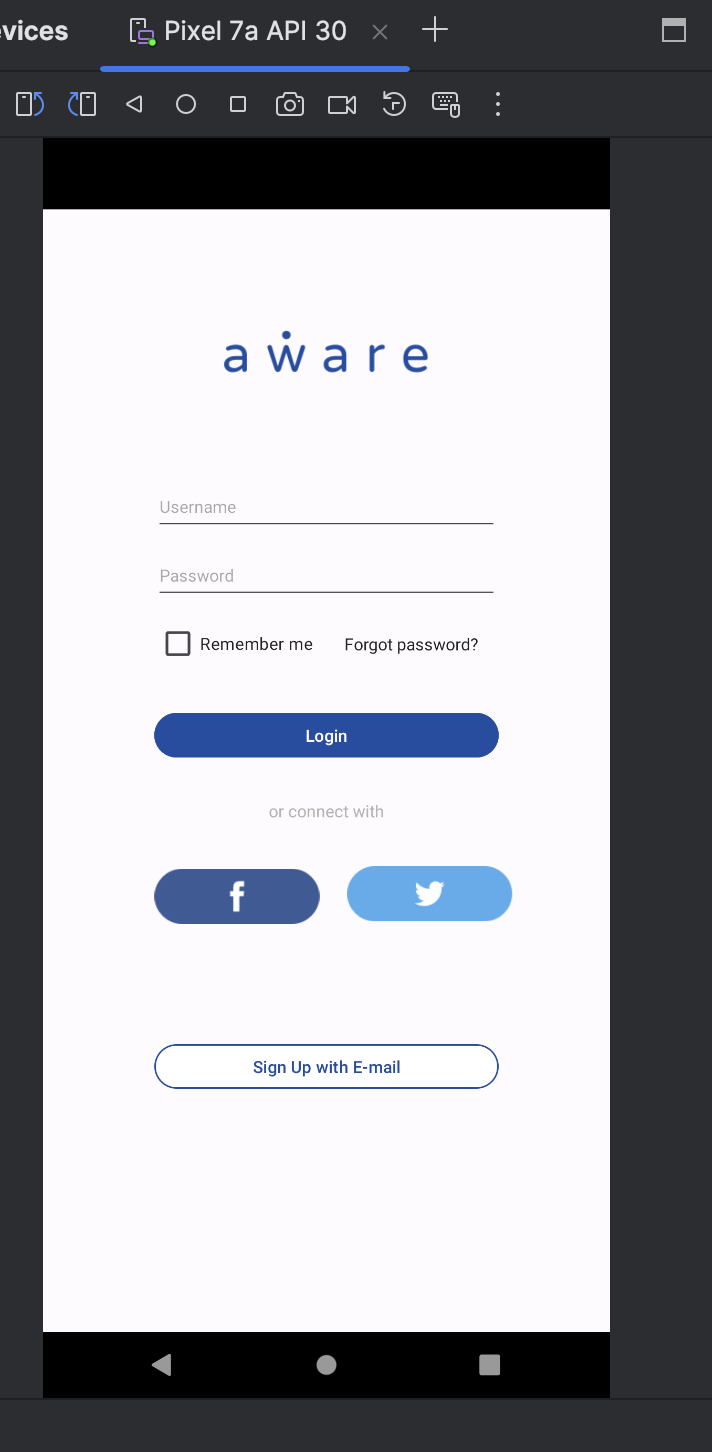 evices
Pixel 7a API 30
aẇare
Username
Password
Remember me Forgot password?
Login
or connect with
f
Sign Up with E-mail